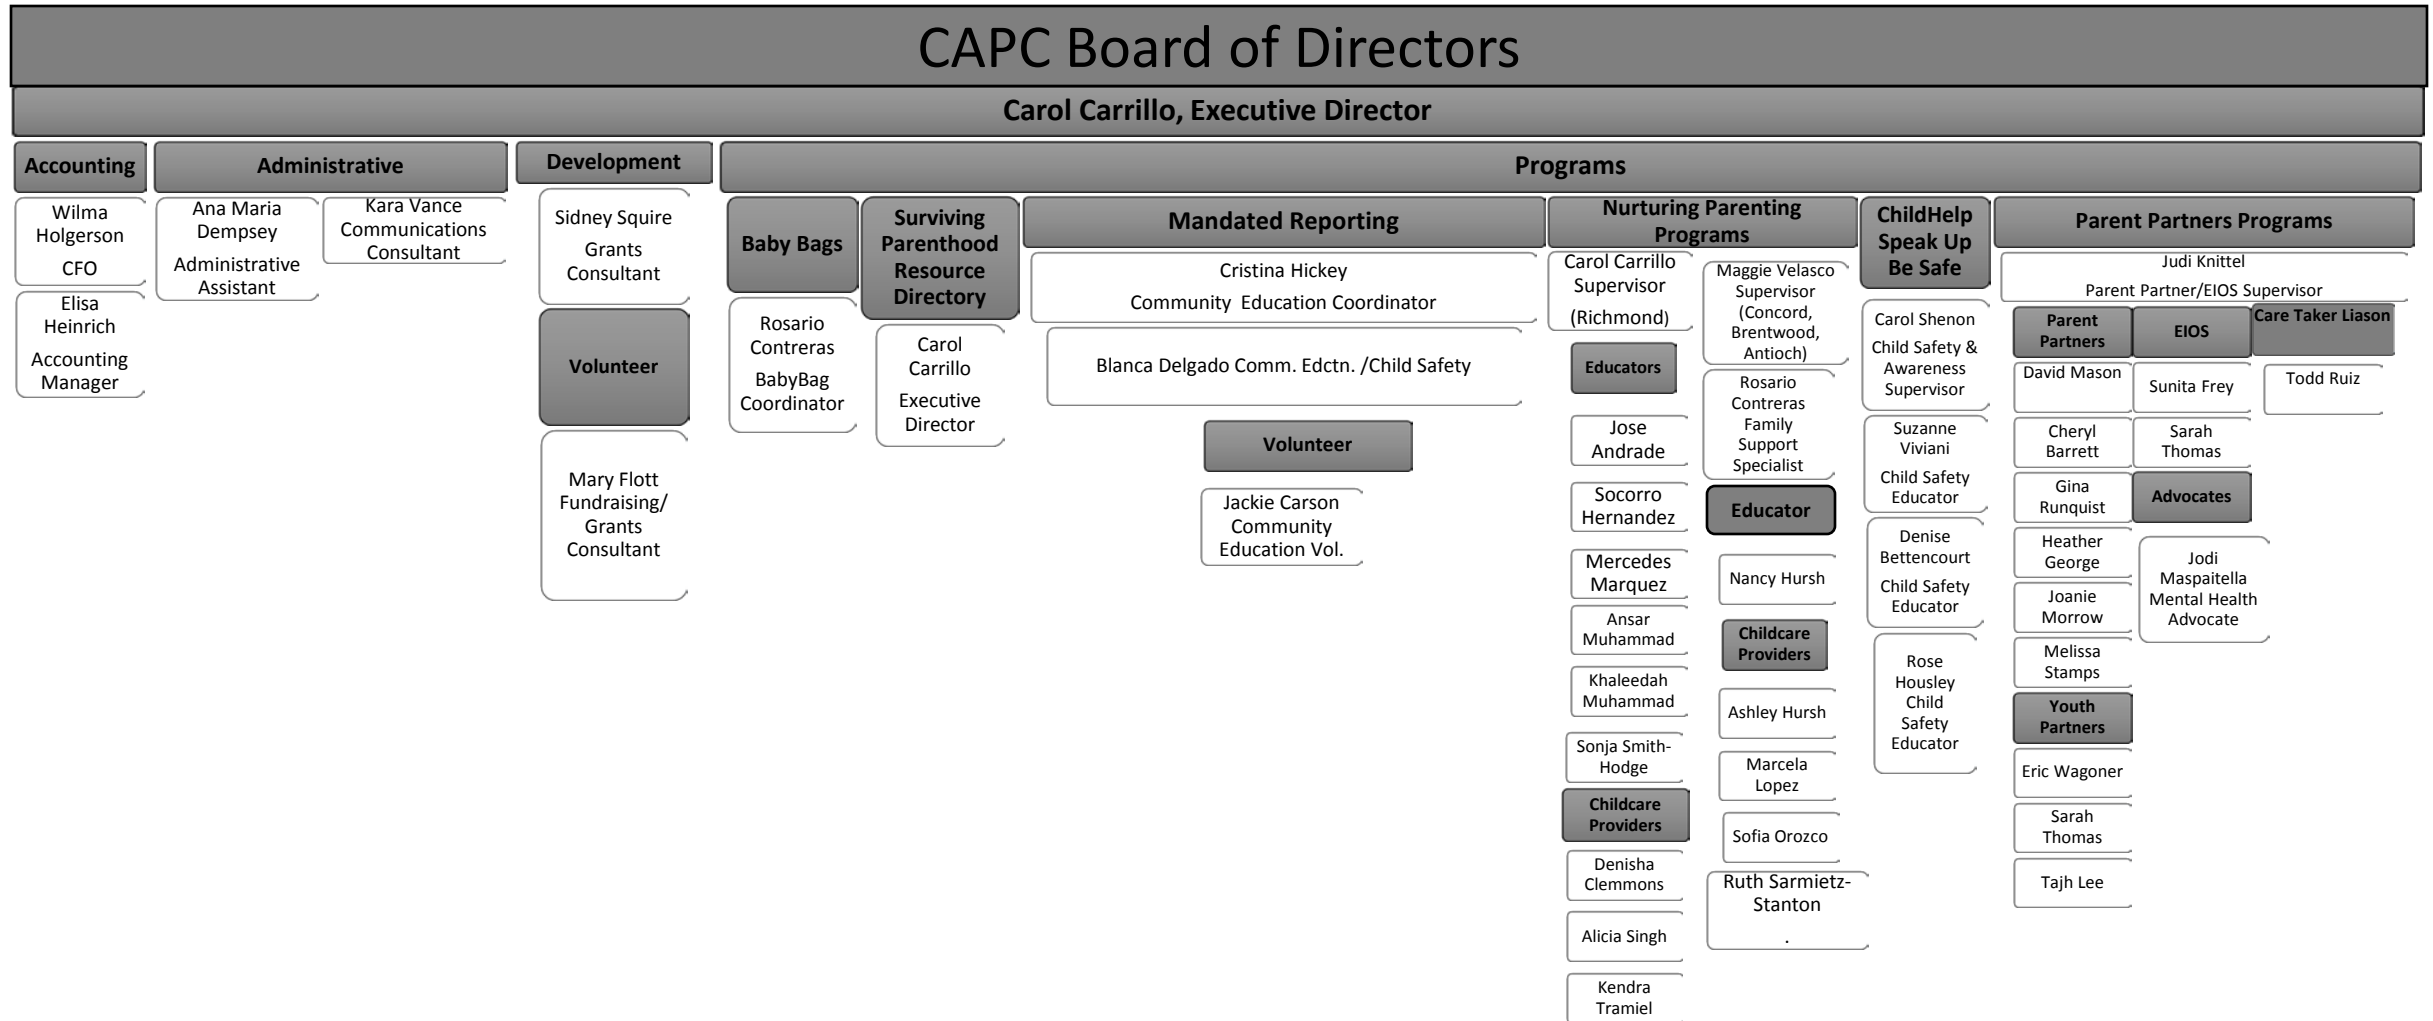 CAPC Board of Directors
Carol Carrillo, Executive Director
Accounting
Wilma
Holgerson
CFO
Elisa
Heinrich
Accounting
Manager
Administrative
Ana Maria
Dempsey
Administrative
Assistant
Kara Vance
Communications
Consultant
Development
Sidney Squire
Grants
Consultant
Volunteer
Mary Flott
Fundraising/
Grants
Consultant
Programs
Baby Bags
Rosario
Contreras
BabyBag
Coordinator
Surviving
Parenthood
Resource
Directory
Carol
Carrillo
Executive
Director
Mandated Reporting
Cristina Hickey
Community Education Coordinator
Blanca Delgado Comm. Edctn. /Child Safety
Volunteer
Jackie Carson
Community
Education Vol.
Nurturing Parenting
Programs
Carol Carrillo
Supervisor
(Richmond)
Educators
Jose
Andrade
Socorro
Hernandez
Mercedes
Marquez
Ansar
Muhammad
Khaleedah
Muhammad
Sonja Smith-
Hodge
Childcare
Providers
Denisha
Clemmons
Alicia Singh
Kendra
Tramiel
Maggie Velasco
Supervisor
(Concord,
Brentwood,
Antioch)
Rosario
Contreras
Family
Support
Specialist
Educator
Nancy Hursh
Childcare
Providers
Ashley Hursh
Marcela
Lopez
Sofia Orozco
Ruth Sarmietz-
Stanton
.
ChildHelp
Speak Up
Be Safe
Carol Shenon
Child Safety &
Awareness
Supervisor
Suzanne
Viviani
Child Safety
Educator
Denise
Bettencourt
Child Safety
Educator
Rose
Housley
Child
Safety
Educator
Parent Partners Programs
Judi Knittel
Parent Partner/EIOS Supervisor
Parent
Partners
David Mason
Cheryl
Barrett
Gina
Runquist
Heather
George
Joanie
Morrow
Melissa
Stamps
Youth
Partners
Eric Wagoner
Sarah
Thomas
Tajh Lee
EIOS
Sunita Frey
Sarah
Thomas
Advocates
Jodi
Maspaitella
Mental Health
Advocate
Care Taker Liason
Todd Ruiz